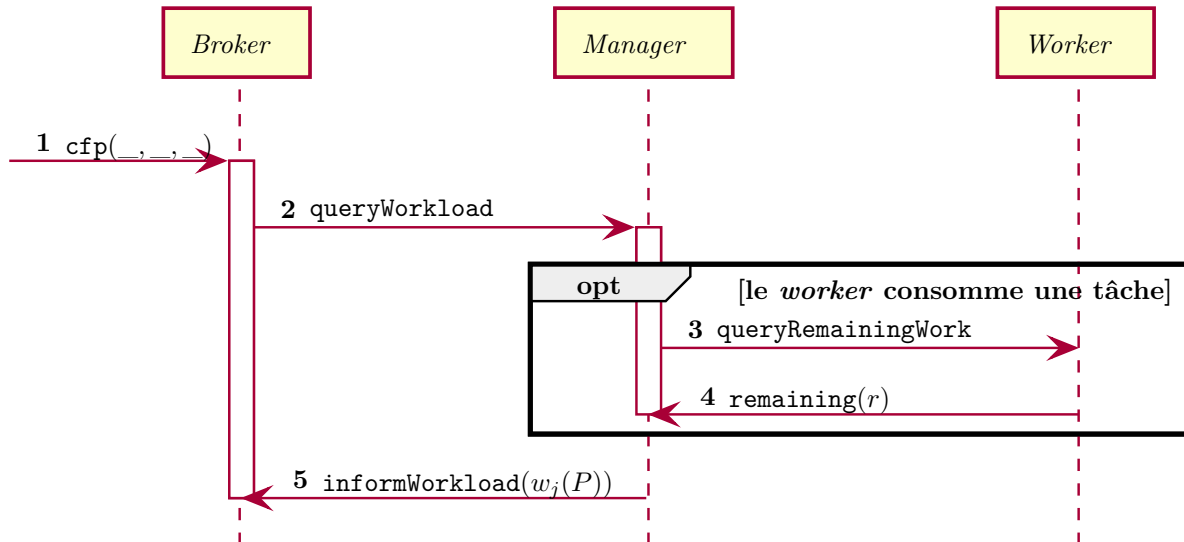 Broker
Manager
Worker
1 cfp(_, _, _)
2 queryWorkload
opt
[le worker consomme une tâche]
3 queryRemainingWork
4 remaining(r)
5 informWorkload(w_j(P))